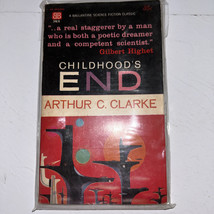 A BALLANTINE SCIENCE FICTION CLASSIC
"..a real staggerer by a man
who is both a poetic dreamer
and a competent scientist."
Gilbert Highet
CHILDHOOD'S
END
ARTHUR C. CLARKE